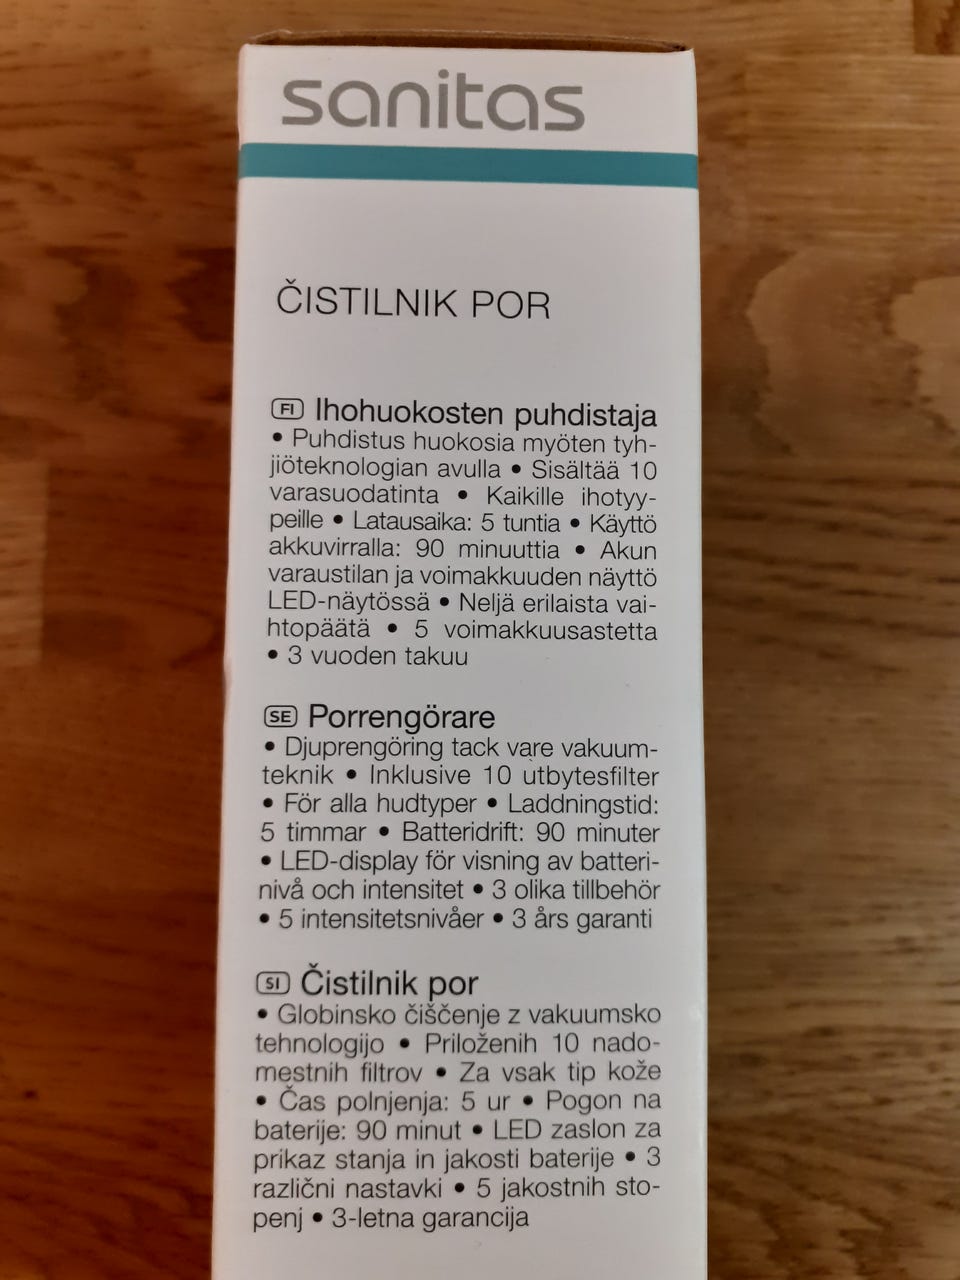 sanitas
ČISTILNIK POR
FI Ihohuokosten puhdistaja
• Puhdistus huokosia myöten tyh-
jiöteknologian avulla • Sisältää 10
varasuodatinta • Kaikille ihotyy-
peille • Latausaika: 5 tuntia • Käyttö
akkuvirralla: 90 minuuttia • Akun
varaustilan ja voimakkuuden näyttö
LED-näytössä • Neljä erilaista vai-
htopäätä • 5 voimakkuusastetta
• 3 vuoden takuu
SE Porrengörare
• Djuprengöring tack vare vakuum-
teknik • Inklusive 10 utbytesfilter
• För alla hudtyper • Laddningstid:
5 timmar • Batteridrift: 90 minuter
• LED-display för visning av batteri-
nivå och intensitet • 3 olika tillbehör
• 5 intensitetsnivåer • 3 års garanti
SI Čistilnik por
• Globinsko čiščenje z vakuumsko
tehnologijo • Priloženih 10 nado-
mestnih filtrov • Za vsak tip kože
• Čas polnjenja: 5 ur • Pogon na
baterije: 90 minut • LED zaslon za
prikaz stanja in jakosti baterije • 3
različni nastavki • 5 jakostnih sto-
penj • 3-letna garancija